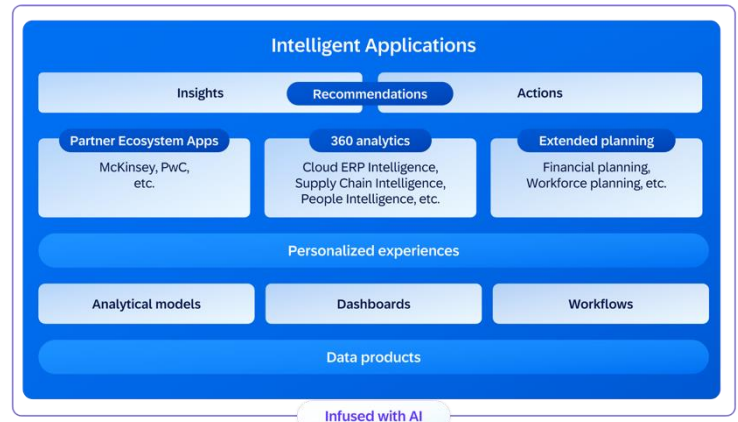 Intelligent Applications
Insights
Recommendations
Actions
Partner Ecosystem Apps
McKinsey, PwC,
etc.
360 analytics
Cloud ERP Intelligence,
Supply Chain Intelligence,
People Intelligence, etc.
Extended planning
Financial planning,
Workforce planning, etc.
Personalized experiences
Analytical models
Dashboards
Workflows
Data products
Infused with AI